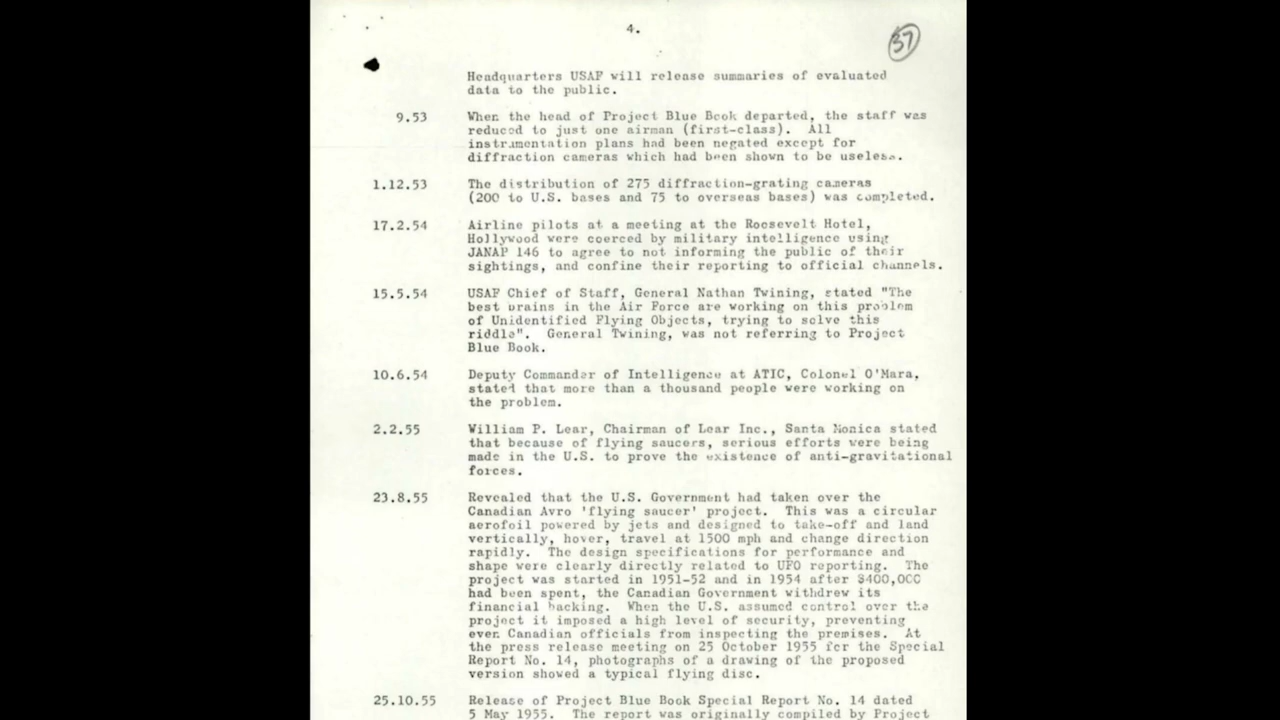 4.
37
Headquarters USAF will release summaries of evaluated
data to the public.
9.53 When the head of Project Blue Book departed, the staff was
reduced to just one airman (first-class). All
instrumentation plans had been negated except for
diffraction cameras which had been shown to be useless.
1.12.53 The distribution of 275 diffraction-grating cameras
(200 to U.S. bases and 75 to overseas bases) was completed.
17.2.54 Airline pilots at a meeting at the Roosevelt Hotel,
Hollywood were coerced by military intelligence using
JANAP 146 to agree to not informing the public of their
sightings, and confine their reporting to official channels.
15.5.54 USAF Chief of Staff, General Nathan Twining, stated "The
best brains in the Air Force are working on this problem
of Unidentified Flying Objects, trying to solve this
riddle". General Twining, was not referring to Project
Blue Book.
10.6.54 Deputy Commander of Intelligence at ATIC, Colonel O'Mara,
stated that more than a thousand people were working on
the problem.
2.2.55 William P. Lear, Chairman of Lear Inc., Santa Monica stated
that because of flying saucers, serious efforts were being
made in the U.S. to prove the existence of anti-gravitational
forces.
23.8.55 Revealed that the U.S. Government had taken over the
Canadian Avro 'flying saucer' project. This was a circular
aerofoil powered by jets and designed to take-off and land
vertically, hover, travel at 1500 mph and change direction
rapidly. The design specifications for performance and
shape were clearly directly related to UFO reporting. The
project was started in 1951-52 and in 1954 after $400,000
had been spent, the Canadian Government withdrew its
financial backing. When the U.S. assumed control over the
project it imposed a high level of security, preventing
even Canadian officials from inspecting the premises. At
the press release meeting on 25 October 1955 for the Special
Report No. 14, photographs of a drawing of the proposed
version showed a typical flying disc.
25.10.55 Release of Project Blue Book Special Report No. 14 dated
5 May 1955. The report was originally compiled by Project